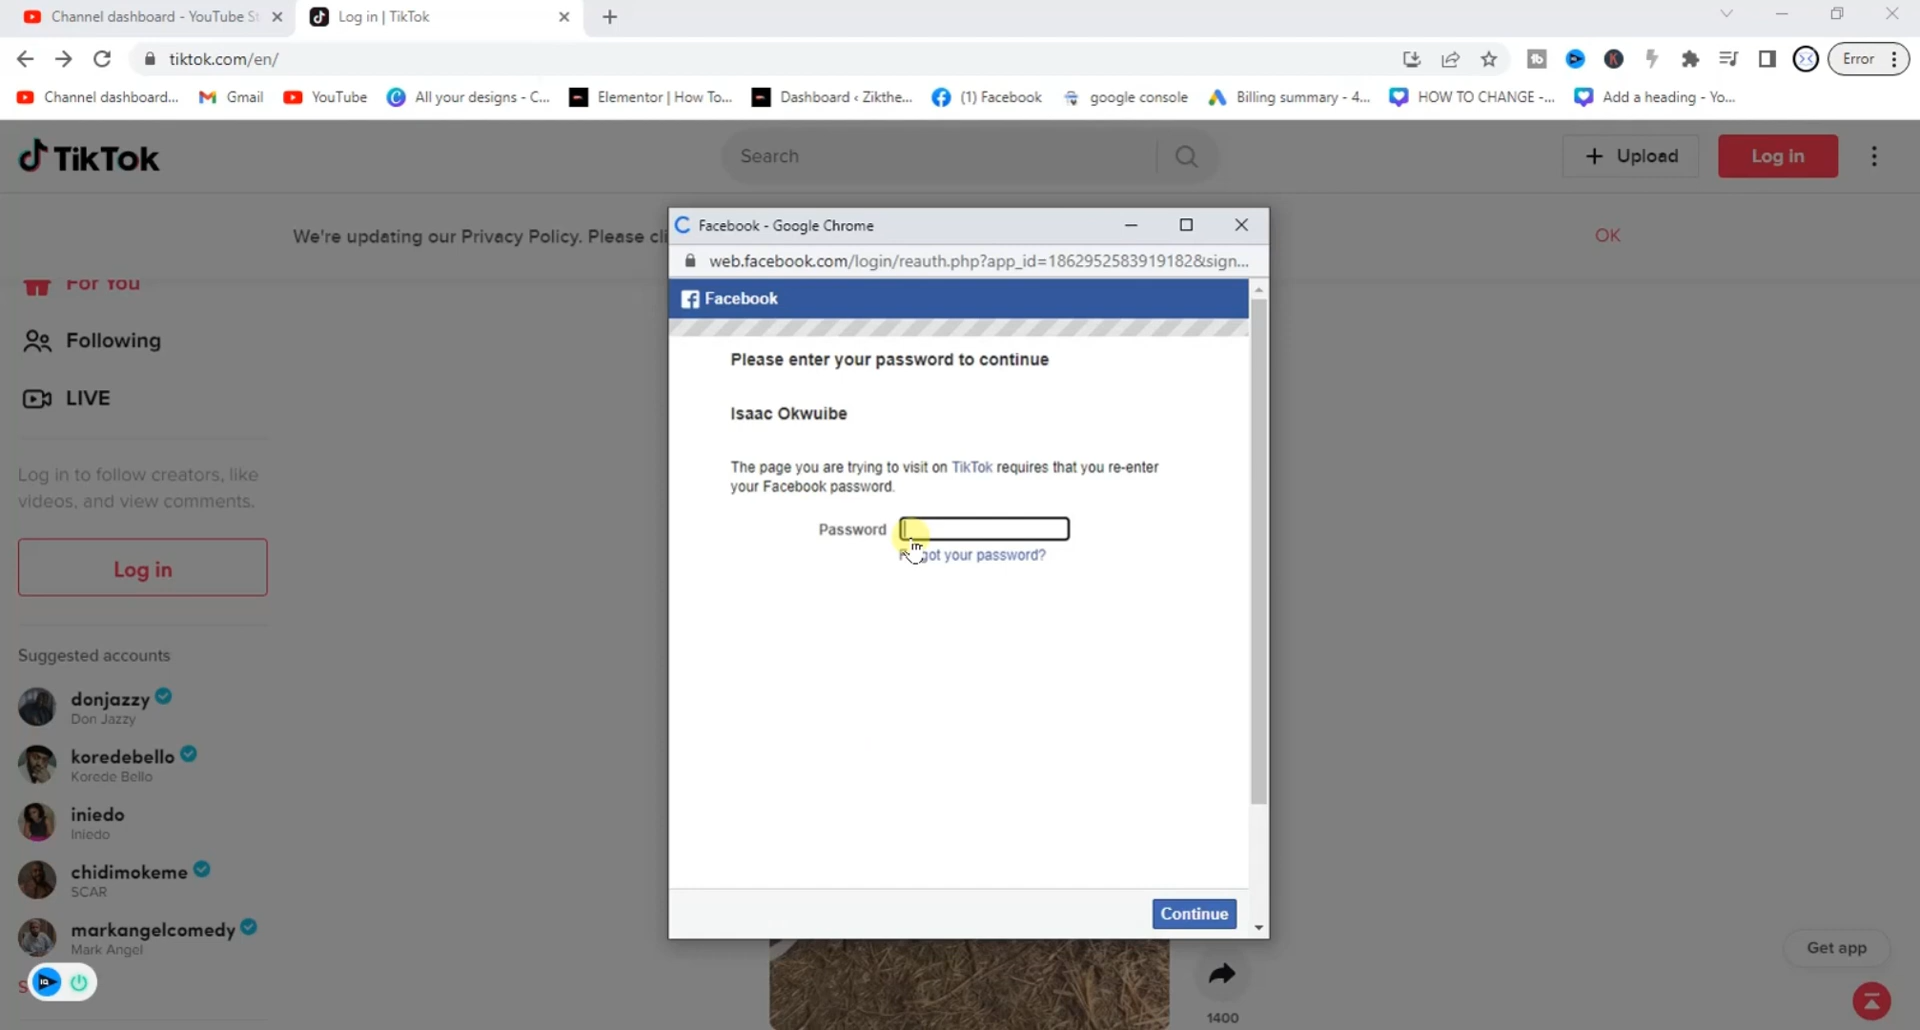 Channel dashboard - YouTube St
Log in | TikTok
tiktok.com/en/
Error
Channel dashboard...
Gmail
YouTube
All your designs - C...
Elementor | How To...
Dashboard ‹ Zikthe...
(1) Facebook
google console
Billing summary - 4...
HOW TO CHANGE -...
Add a heading - Yo...
TikTok
Search
Upload
Log in
We're updating our Privacy Policy. Please cli
OK
For You
Following
LIVE
Log in to follow creators, like
videos, and view comments.
Log in
Suggested accounts
donjazzy
Don Jazzy
koredebello
Korede Bello
iniedo
Iniedo
chidimokeme
SCAR
markangelcomedy
Mark Angel
Facebook - Google Chrome
web.facebook.com/login/reauth.php?app_id=1862952583919182&sign...
Facebook
Please enter your password to continue
Isaac Okwuibe
The page you are trying to visit on TikTok requires that you re-enter
your Facebook password.
Password
got your password?
Continue
1400
Get app